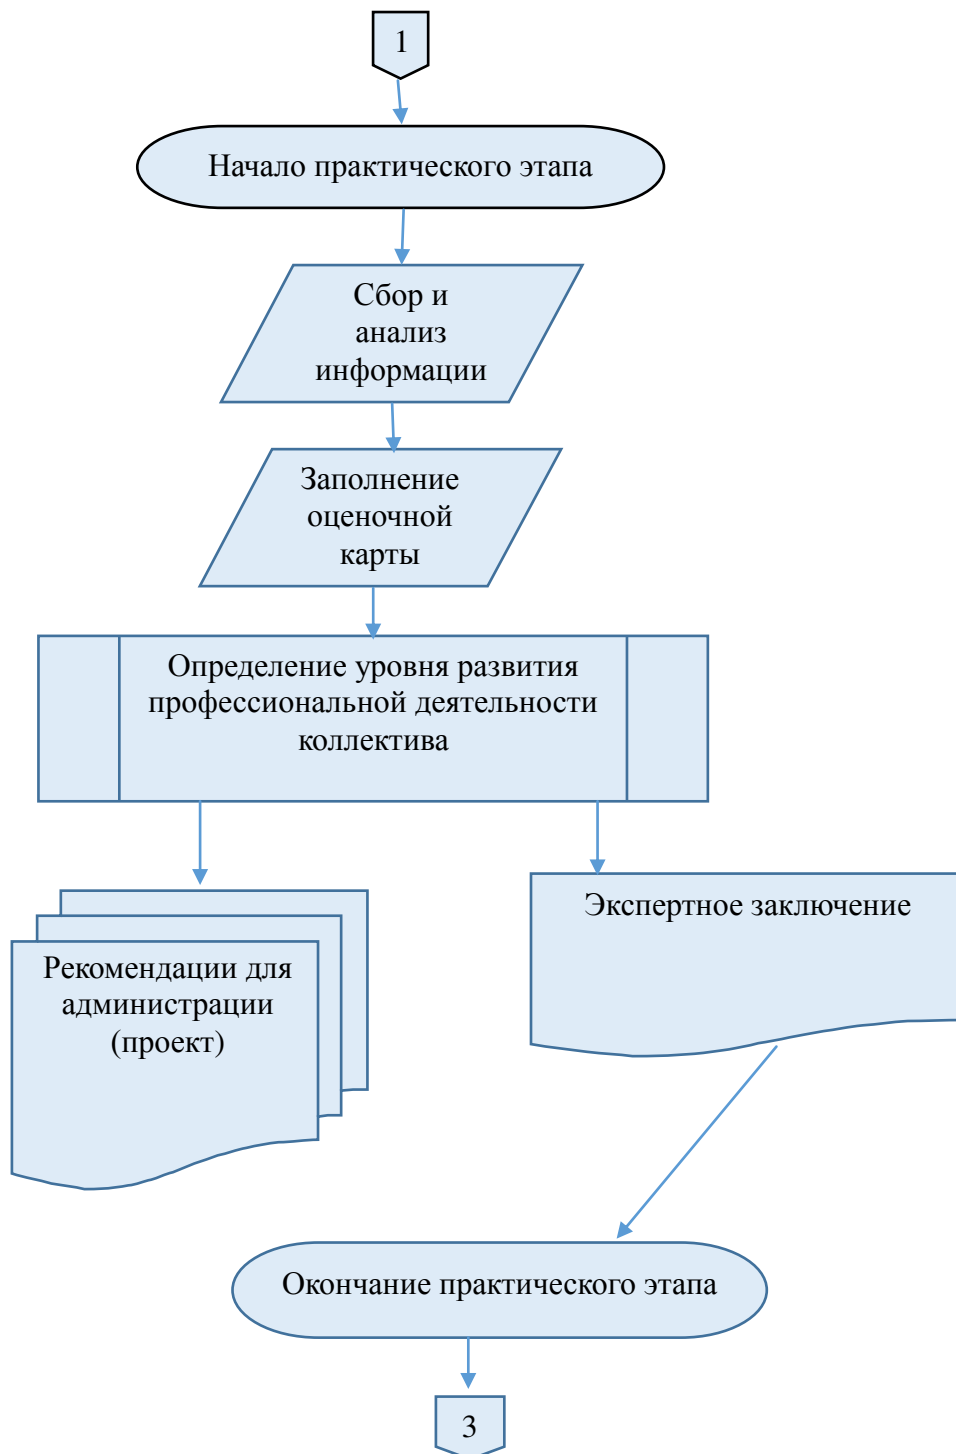 1
Начало практического этапа
Сбор и
анализ
информации
Заполнение
оценочной
карты
Определение уровня развития
профессиональной деятельности
коллектива
Рекомендации для
администрации
(проект)
Экспертное заключение
Окончание практического этапа
3